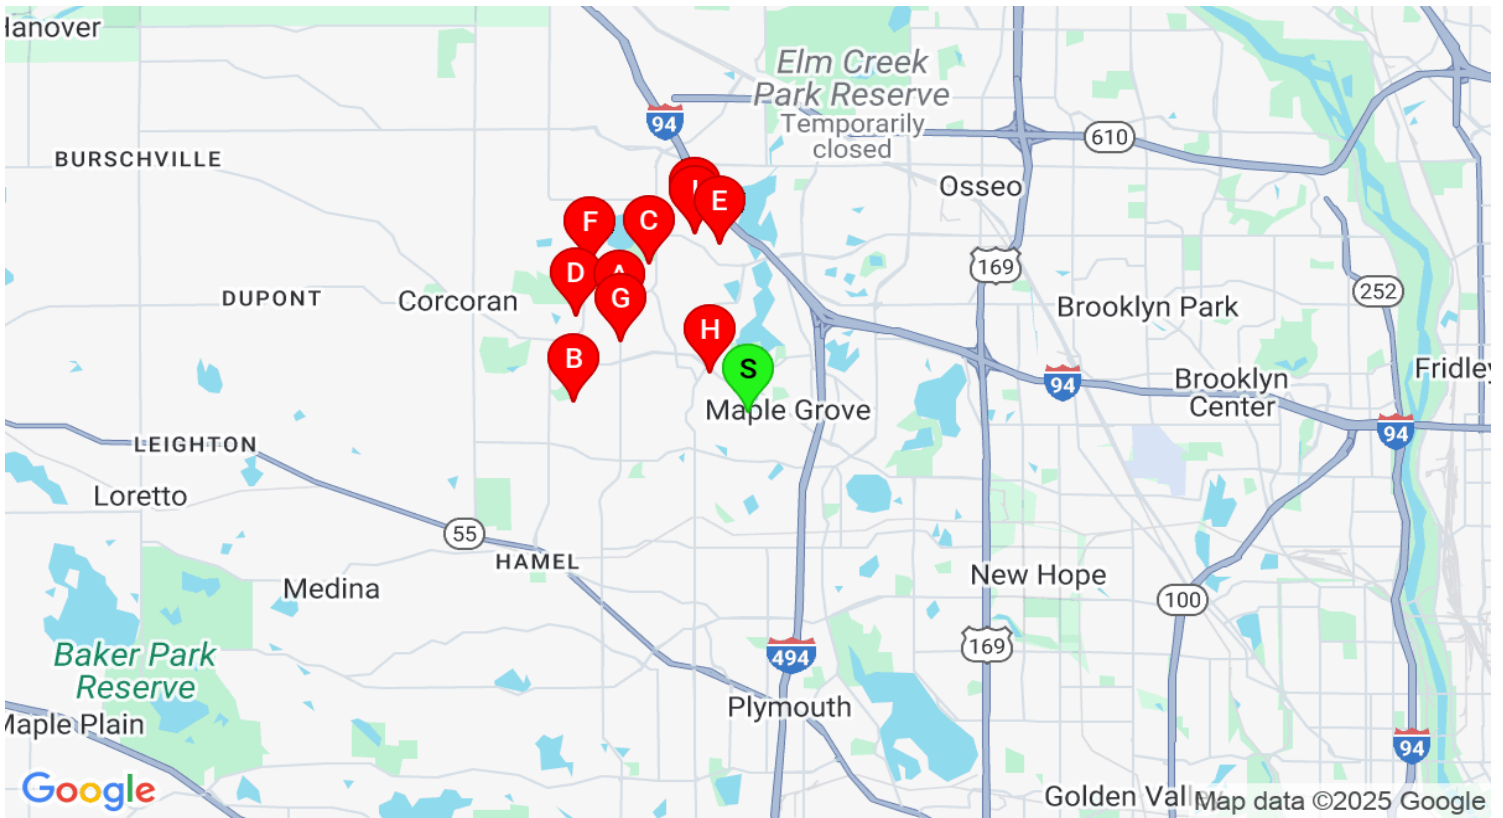 Hanover
Elm Creek
Park Reserve
Temporarily
closed
94
610
BURSCHVILLE
Osseo
E
F
C
169
D
A
G
DUPONT
Corcoran
252
Brooklyn Park
H
B
S
Maple Grove
94
Brooklyn
Center
Fridley
94
LEIGHTON
Loretto
55
HAMEL
Medina
New Hope
100
169
Baker Park
Reserve
494
Plymouth
Maple Plain
94
Google
Golden
Map data ©2025 Google